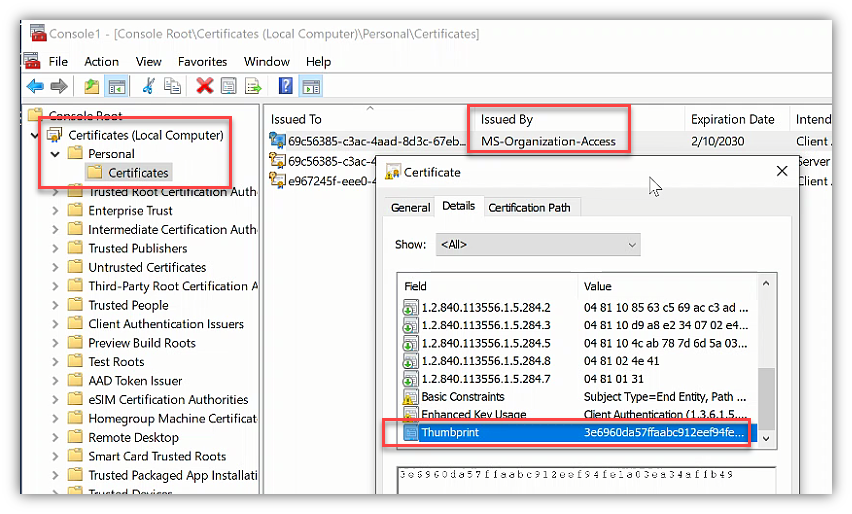 Console1 - [Console Root\Certificates (Local Computer)\Personal\Certificates]
File Action View Favorites Window Help
Console Root
Certificates (Local Computer)
Personal
Certificates
Trusted Root Certification Auth
Enterprise Trust
Intermediate Certification Auth
Trusted Publishers
Untrusted Certificates
Third-Party Root Certification A
Trusted People
Client Authentication Issuers
Preview Build Roots
Test Roots
AAD Token Issuer
eSIM Certification Authorities
Homegroup Machine Certificat
Remote Desktop
Smart Card Trusted Roots
Trusted Packaged App Installati
Trusted Devices
Issued To Issued By Expiration Date Intend
69c56385-c3ac-4aad-8d3c-67eb... MS-Organization-Access 2/10/2030 Client
69c56385-c3ac-4 Server
e967245f-eee0-4 Client
Certificate
General Details Certification Path
Show: <All>
Field Value
1.2.840.113556.1.5.284.2 04 81 10 85 63 c5 69 ac c3 ad ...
1.2.840.113556.1.5.284.3 04 81 10 d9 a8 e2 34 07 02 e4...
1.2.840.113556.1.5.284.5 04 81 10 4c ab 78 7d 6d 5a 03...
1.2.840.113556.1.5.284.8 04 81 02 4e 41
1.2.840.113556.1.5.284.7 04 81 01 31
Basic Constraints Subject Type=End Entity, Path ...
Enhanced Key Usage Client Authentication (1.3.6.1.5....
Thumbprint 3e6960da57ffaabc912eef94fe...
3e6960da57ffaabc912eef94fe1a03ea34affb49